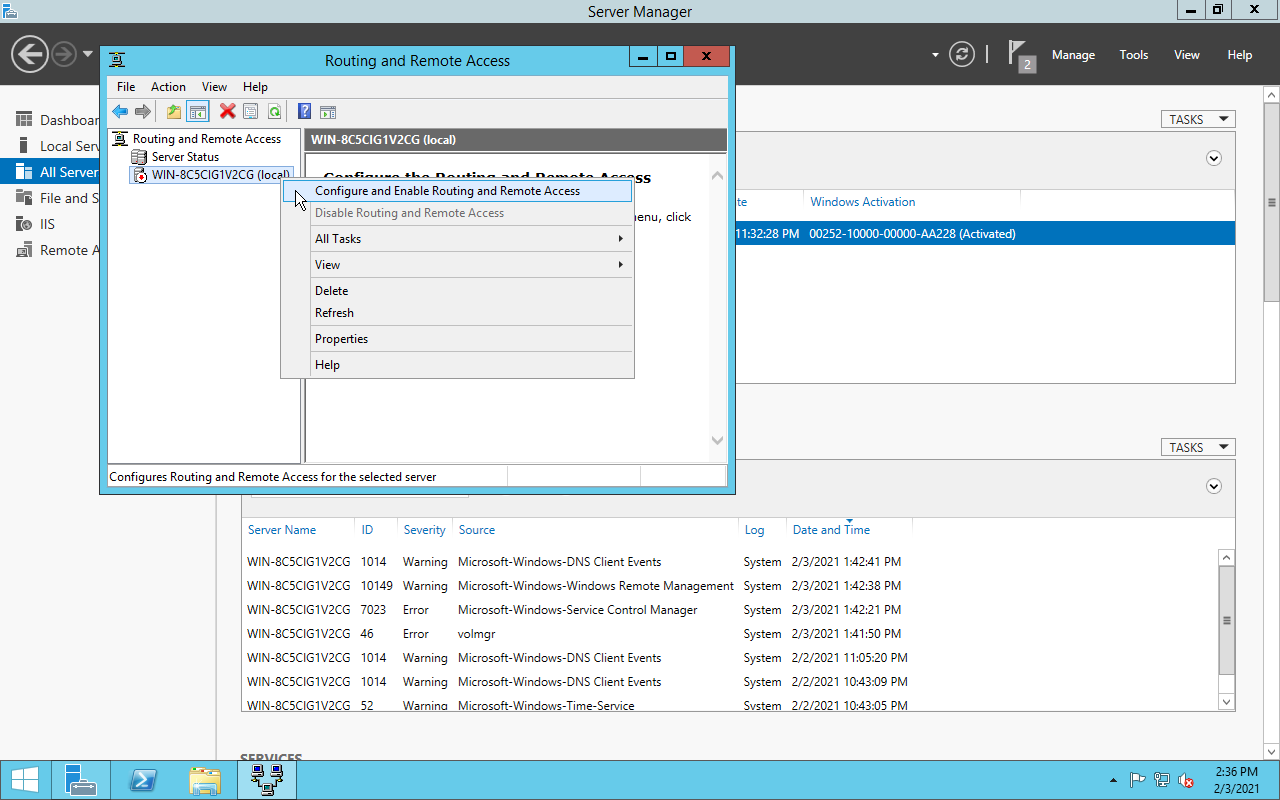 Server Manager
2
Manage
Tools
View
Help
Routing and Remote Access
File
Action
View
Help
Dashboar
Local Serv
All Server
File and S
IIS
Remote A
Routing and Remote Access
Server Status
WIN-8C5CIG1V2CG (local)
WIN-8C5CIG1V2CG (local)
Configure the Routing and Remote Access
enu, click
Configure and Enable Routing and Remote Access
Disable Routing and Remote Access
All Tasks
View
Delete
Refresh
Properties
Help
Configures Routing and Remote Access for the selected server
TASKS
te
Windows Activation
11:32:28 PM
00252-10000-00000-AA228 (Activated)
TASKS
Server Name ID Severity Source Log Date and Time
WIN-8C5CIG1V2CG 1014 Warning Microsoft-Windows-DNS Client Events System 2/3/2021 1:42:41 PM
WIN-8C5CIG1V2CG 10149 Warning Microsoft-Windows-Windows Remote Management System 2/3/2021 1:42:38 PM
WIN-8C5CIG1V2CG 7023 Error Microsoft-Windows-Service Control Manager System 2/3/2021 1:42:21 PM
WIN-8C5CIG1V2CG 46 Error volmgr System 2/3/2021 1:41:50 PM
WIN-8C5CIG1V2CG 1014 Warning Microsoft-Windows-DNS Client Events System 2/2/2021 11:05:20 PM
WIN-8C5CIG1V2CG 1014 Warning Microsoft-Windows-DNS Client Events System 2/2/2021 10:43:09 PM
WIN-8C5CIG1V2CG 52 Warning Microsoft-Windows-Time-Service System 2/2/2021 10:43:05 PM
SERVICES
2:36 PM
2/3/2021